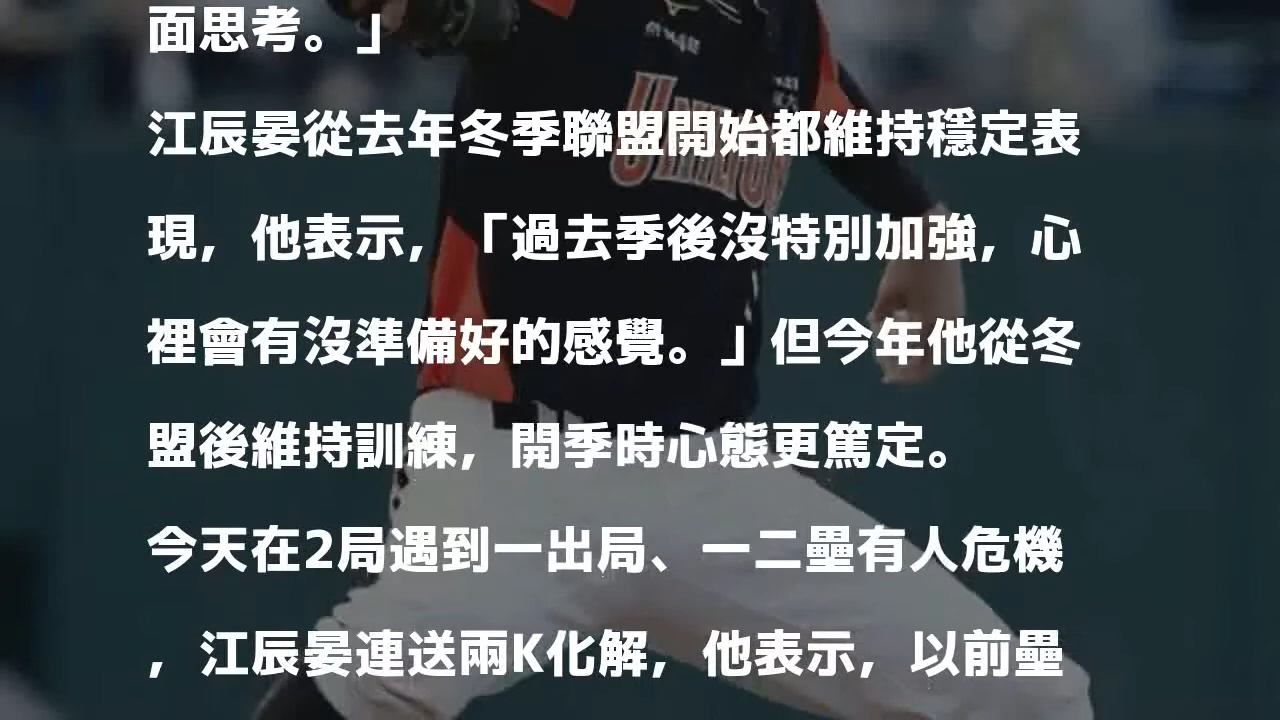 面思考。」
江辰晏從去年冬季聯盟開始都維持穩定表
現，他表示，「過去季後沒特別加強，心
裡會有沒準備好的感覺。」但今年他從冬
盟後維持訓練，開季時心態更篤定。
今天在2局遇到一出局、一二壘有人危機
，江辰晏連送兩K化解，他表示，以前壘